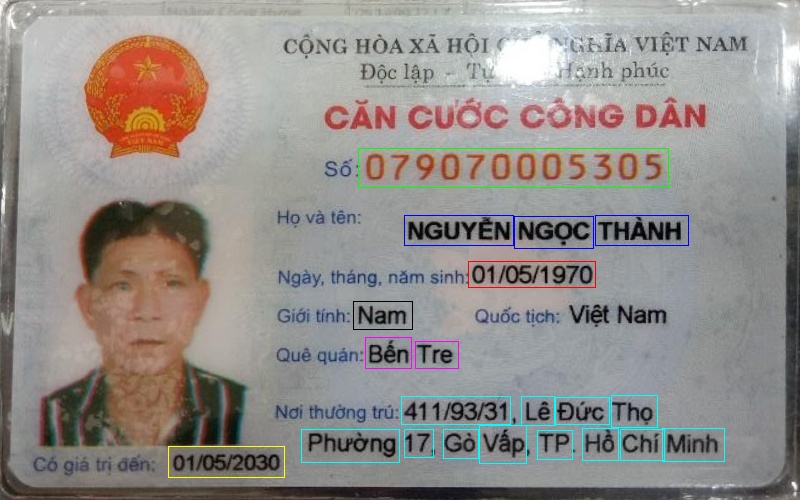 CỘNG HÒA XÃ HỘI NGHĨA VIỆT NAM
Độc lập - Tự Hạnh phúc
CĂN CƯỚC CÔNG DÂN
Số: 079070005305
Họ và tên: NGUYỄN NGỌC THÀNH
Ngày, tháng, năm sinh: 01/05/1970
Giới tính: Nam Quốc tịch: Việt Nam
Quê quán: Bến Tre
Nơi thường trú: 411/93/31, Lê Đức Thọ
Phường 17, Gò Vấp, TP. Hồ Chí Minh
Có giá trị đến: 01/05/2030